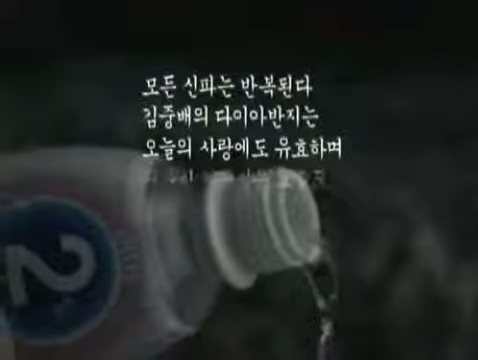 모든 신파는 반복된다
김중배의 다이아반지는
오늘의 사랑에도 유효하며
2